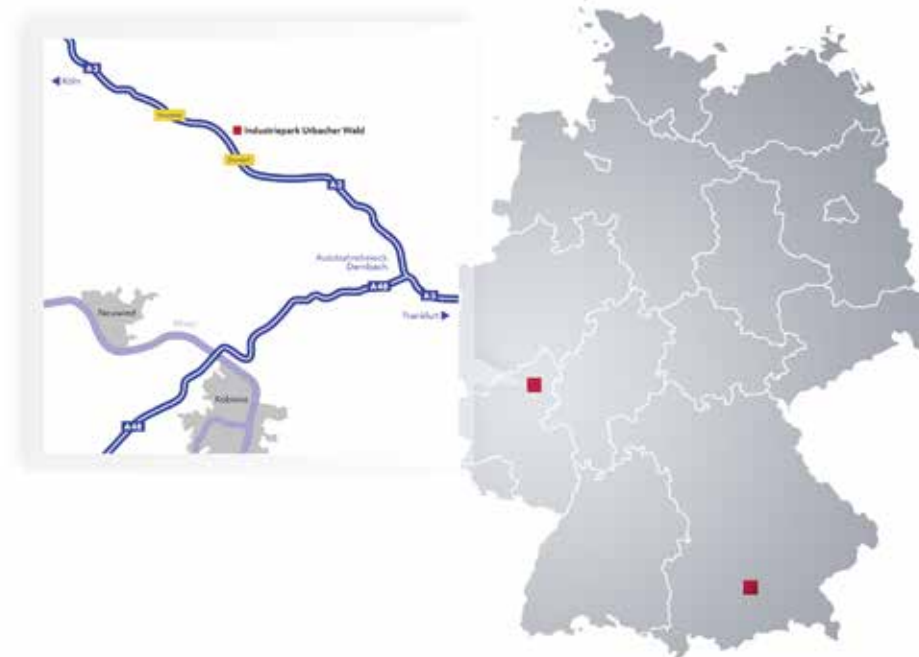 A3
Köln
Industriepark Urbacher Wald
A3
Autobahndreieck
Dernbach
A48
A3
Frankfurt
Neuwied
Rhein
Koblenz
A48